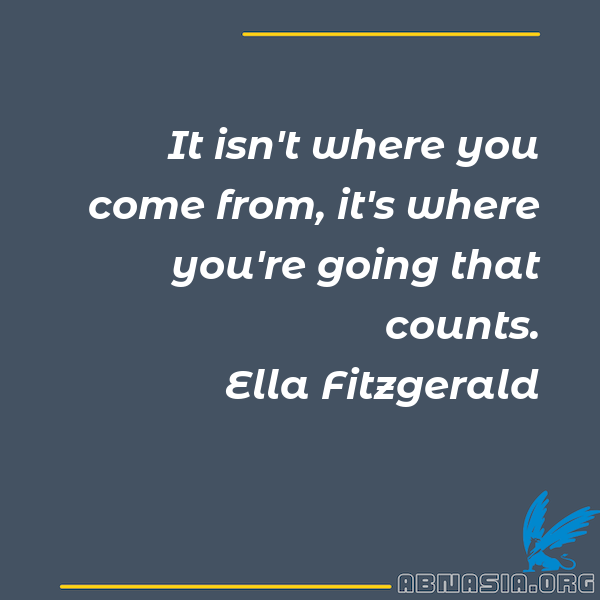 It isn't where you
come from, it's where
you're going that
counts.
Ella Fitzgerald
ABNASIA.ORG